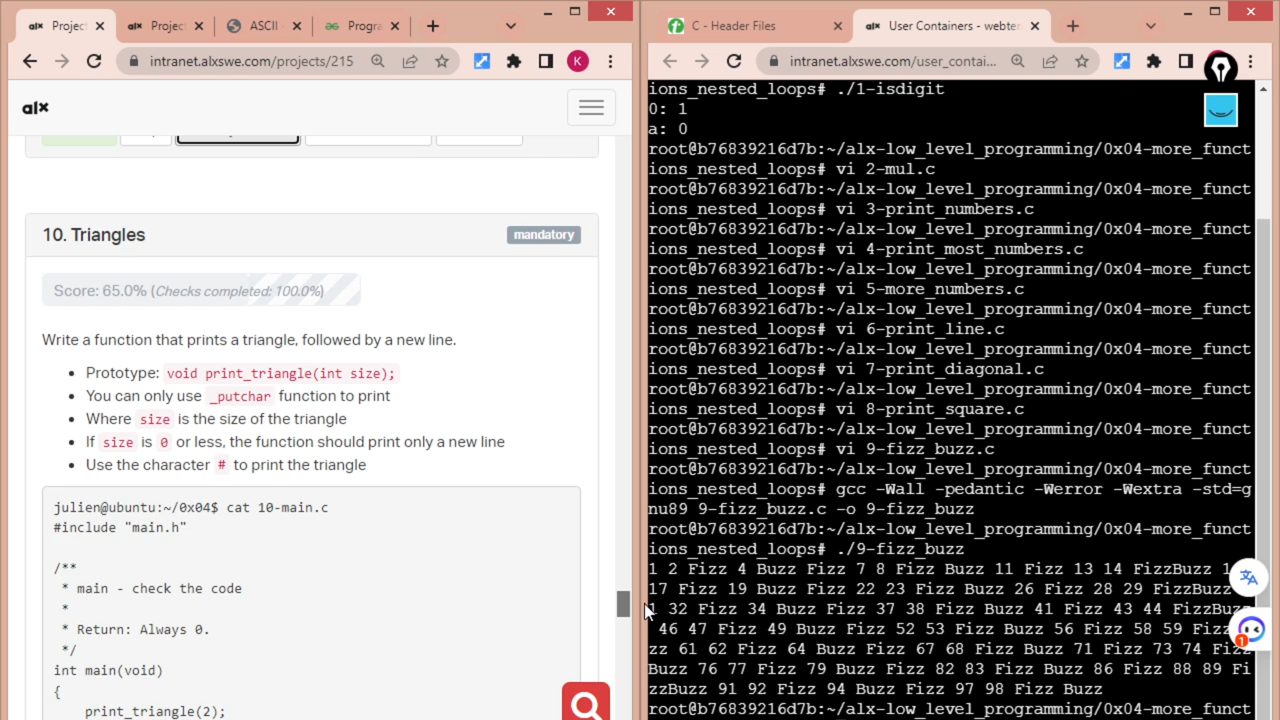 Project
Project
ASCII
Progra
C - Header Files
User Containers - webter
intranet.alxswe.com/projects/215
K
intranet.alxswe.com/user_contai...
alx
10. Triangles
mandatory
Score: 65.0% (Checks completed: 100.0%)
Write a function that prints a triangle, followed by a new line.
Prototype: void print_triangle(int size);
You can only use _putchar function to print
Where size is the size of the triangle
If size is 0 or less, the function should print only a new line
Use the character # to print the triangle
julien@ubuntu:~/0x04$ cat 10-main.c
#include "main.h"
/**
* main - check the code
*
* Return: Always 0.
*/
int main(void)
{
print_triangle(2);
ions_nested_loops# ./1-isdigit
0: 1
a: 0
root@b76839216d7b:~/alx-low_level_programming/0x04-more_funct
ions_nested_loops# vi 2-mul.c
root@b76839216d7b:~/alx-low_level_programming/0x04-more_funct
ions_nested_loops# vi 3-print_numbers.c
root@b76839216d7b:~/alx-low_level_programming/0x04-more_funct
ions_nested_loops# vi 4-print_most_numbers.c
root@b76839216d7b:~/alx-low_level_programming/0x04-more_funct
ions_nested_loops# vi 5-more_numbers.c
root@b76839216d7b:~/alx-low_level_programming/0x04-more_funct
ions_nested_loops# vi 6-print_line.c
root@b76839216d7b:~/alx-low_level_programming/0x04-more_funct
ions_nested_loops# vi 7-print_diagonal.c
root@b76839216d7b:~/alx-low_level_programming/0x04-more_funct
ions_nested_loops# vi 8-print_square.c
root@b76839216d7b:~/alx-low_level_programming/0x04-more_funct
ions_nested_loops# vi 9-fizz_buzz.c
root@b76839216d7b:~/alx-low_level_programming/0x04-more_funct
ions_nested_loops# gcc -Wall -pedantic -Werror -Wextra -std=g
nu89 9-fizz_buzz.c -o 9-fizz_buzz
root@b76839216d7b:~/alx-low_level_programming/0x04-more_funct
ions_nested_loops# ./9-fizz_buzz
1 2 Fizz 4 Buzz Fizz 7 8 Fizz Buzz 11 Fizz 13 14 FizzBuzz 1
17 Fizz 19 Buzz Fizz 22 23 Fizz Buzz 26 Fizz 28 29 FizzBuzz
1 32 Fizz 34 Buzz Fizz 37 38 Fizz Buzz 41 Fizz 43 44 FizzBuz
46 47 Fizz 49 Buzz Fizz 52 53 Fizz Buzz 56 Fizz 58 59 Fizz
zz 61 62 Fizz 64 Buzz Fizz 67 68 Fizz Buzz 71 Fizz 73 74 Fizz
Buzz 76 77 Fizz 79 Buzz Fizz 82 83 Fizz Buzz 86 Fizz 88 89 Fi
zzBuzz 91 92 Fizz 94 Buzz Fizz 97 98 Fizz Buzz
root@b76839216d7b:~/alx-low_level_programming/0x04-more_funct
1